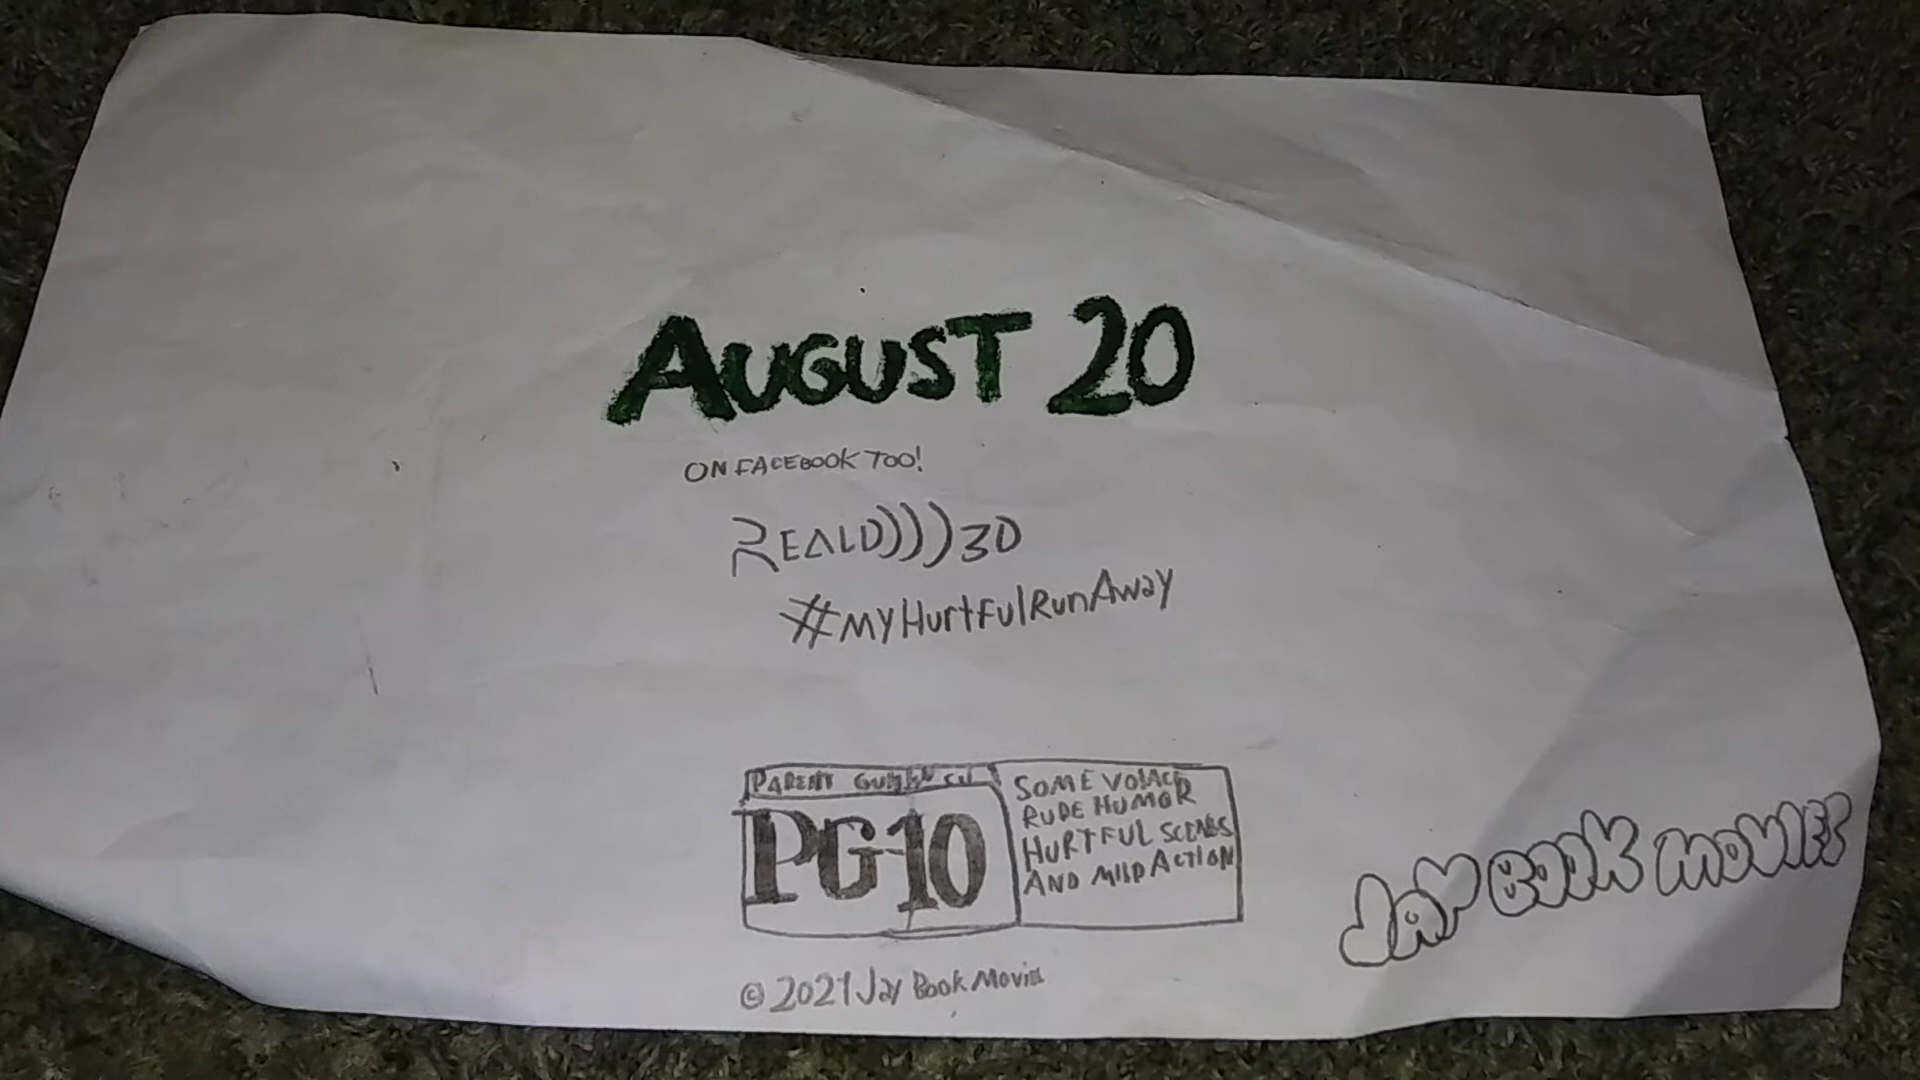 AUGUST 20
ON FACEBOOK TOO!
REALD)))3D
#MyHurtfulRunAway
PARENT
PG-10
SOME
RUDE HUMOR
HURTFUL SCENES
AND MILD ACTION
JAY BOOK MOVIES
© 2021 Jay Book Movies